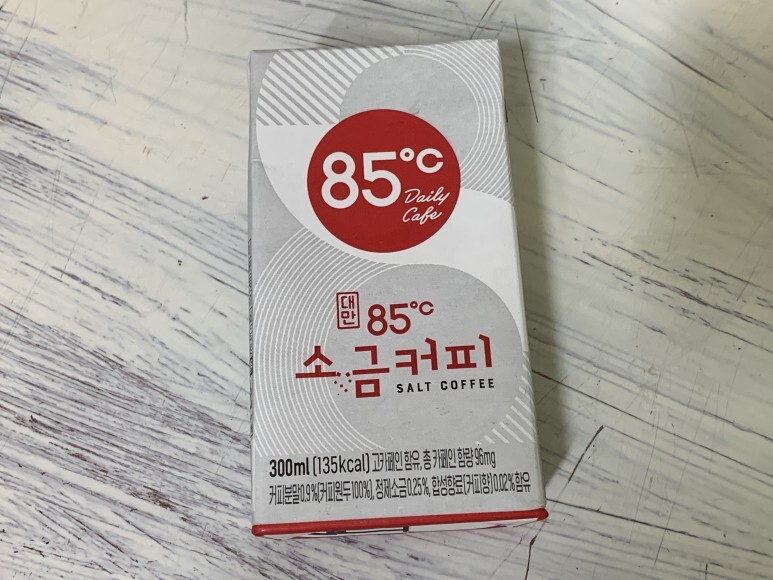 85°C
Daily
Cafe
대만 85°C
소금커피
SALT COFFEE
300ml (135kcal) 고카페인 함유, 총 카페인 함량 96mg
커피분말 0.9%(커피원두100%), 정제소금 0.25%, 합성향료(커피향) 0.02% 함유